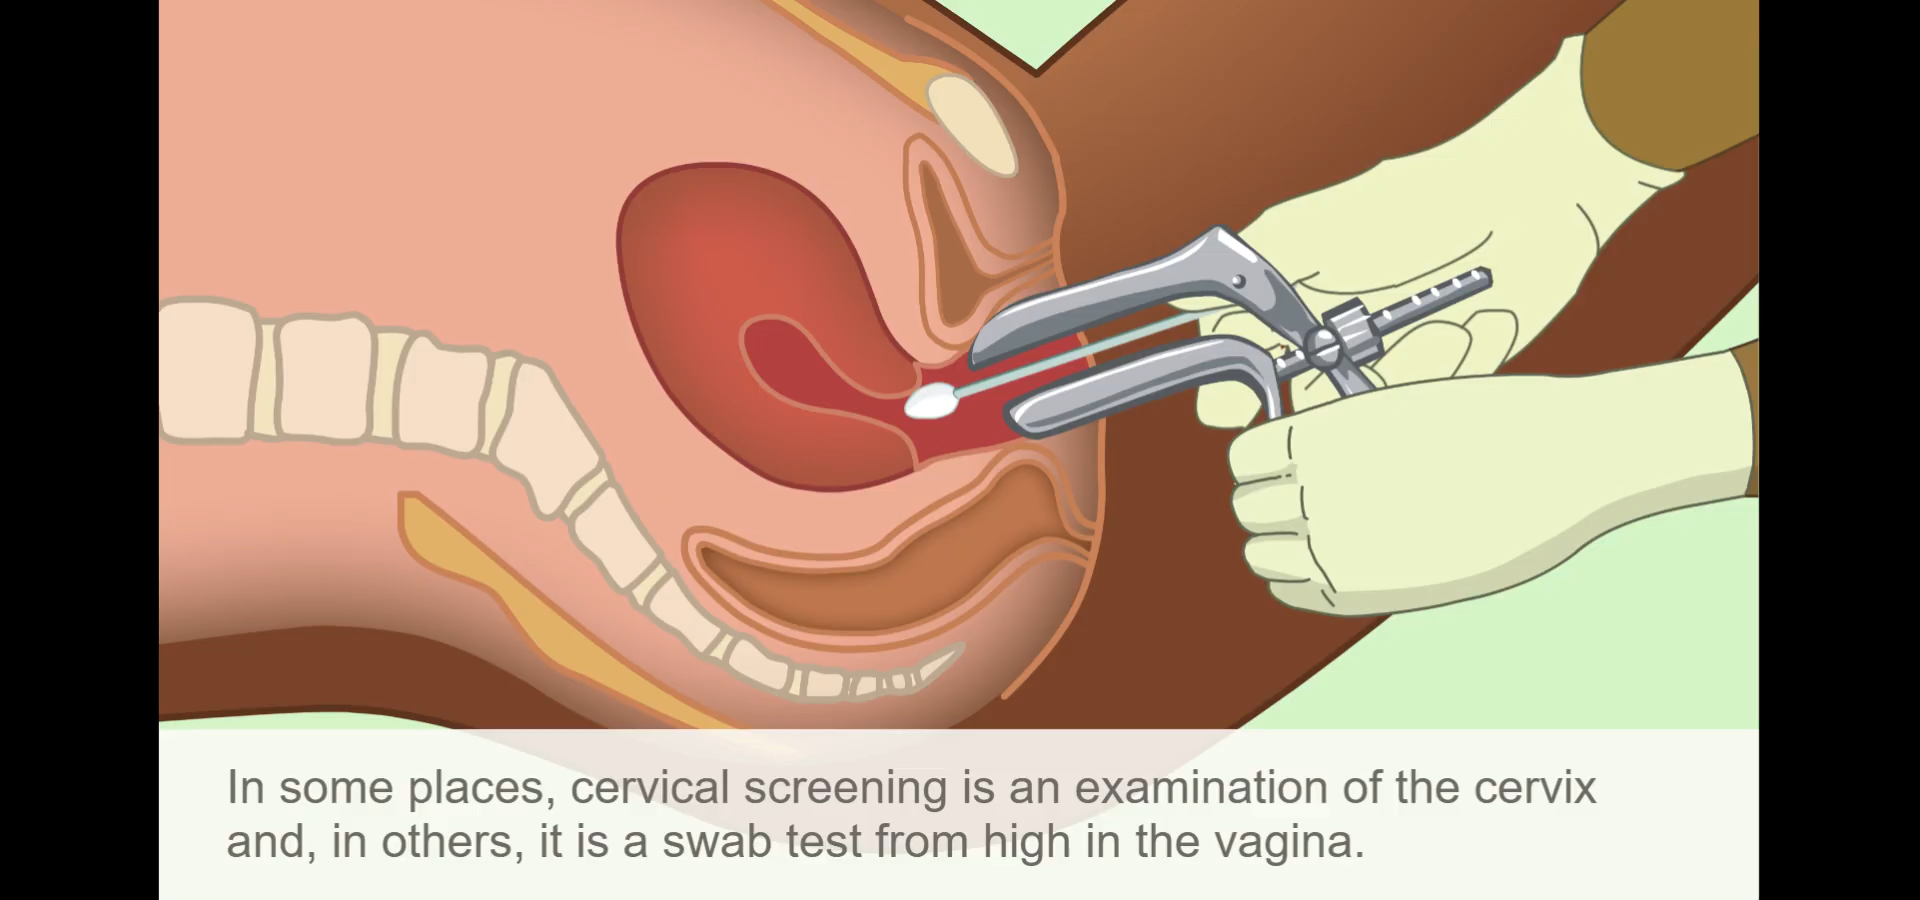 In some places, cervical screening is an examination of the cervix
and, in others, it is a swab test from high in the vagina.